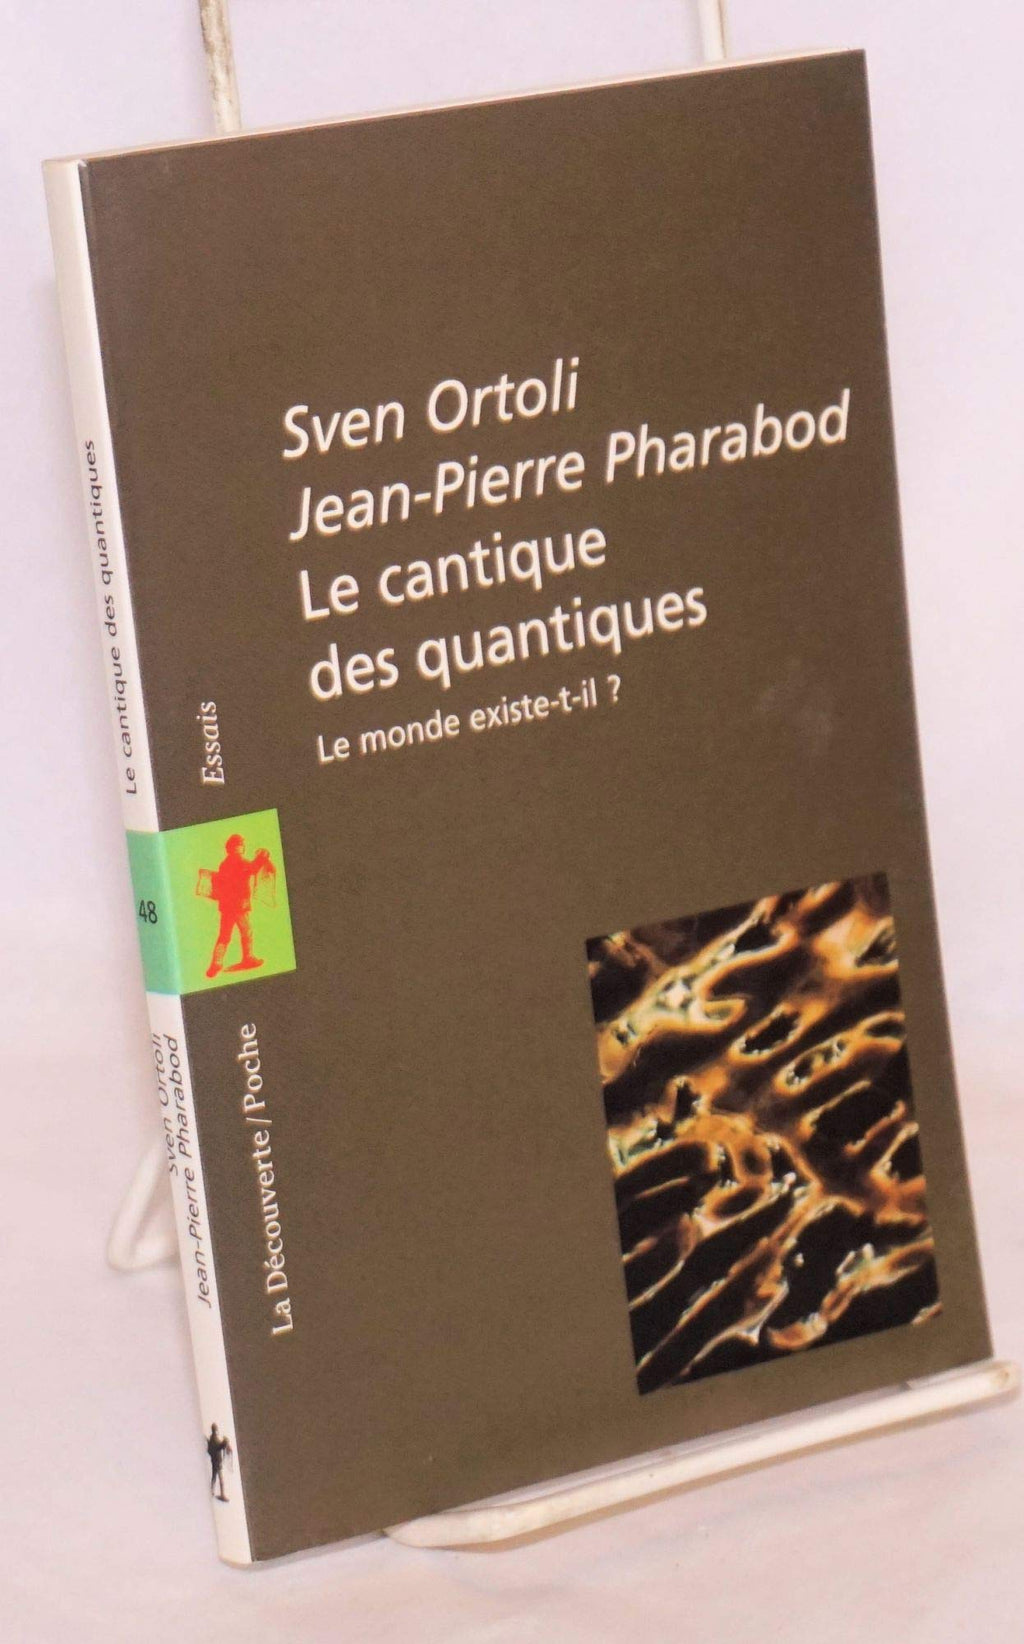 Sven Ortoli
Jean-Pierre Pharabod
Le cantique
des quantiques
Le monde existe-t-il ?
Essais
La Découverte / Poche
Le cantique des quantiques
48
Sven Ortoli
Jean-Pierre Pharabod